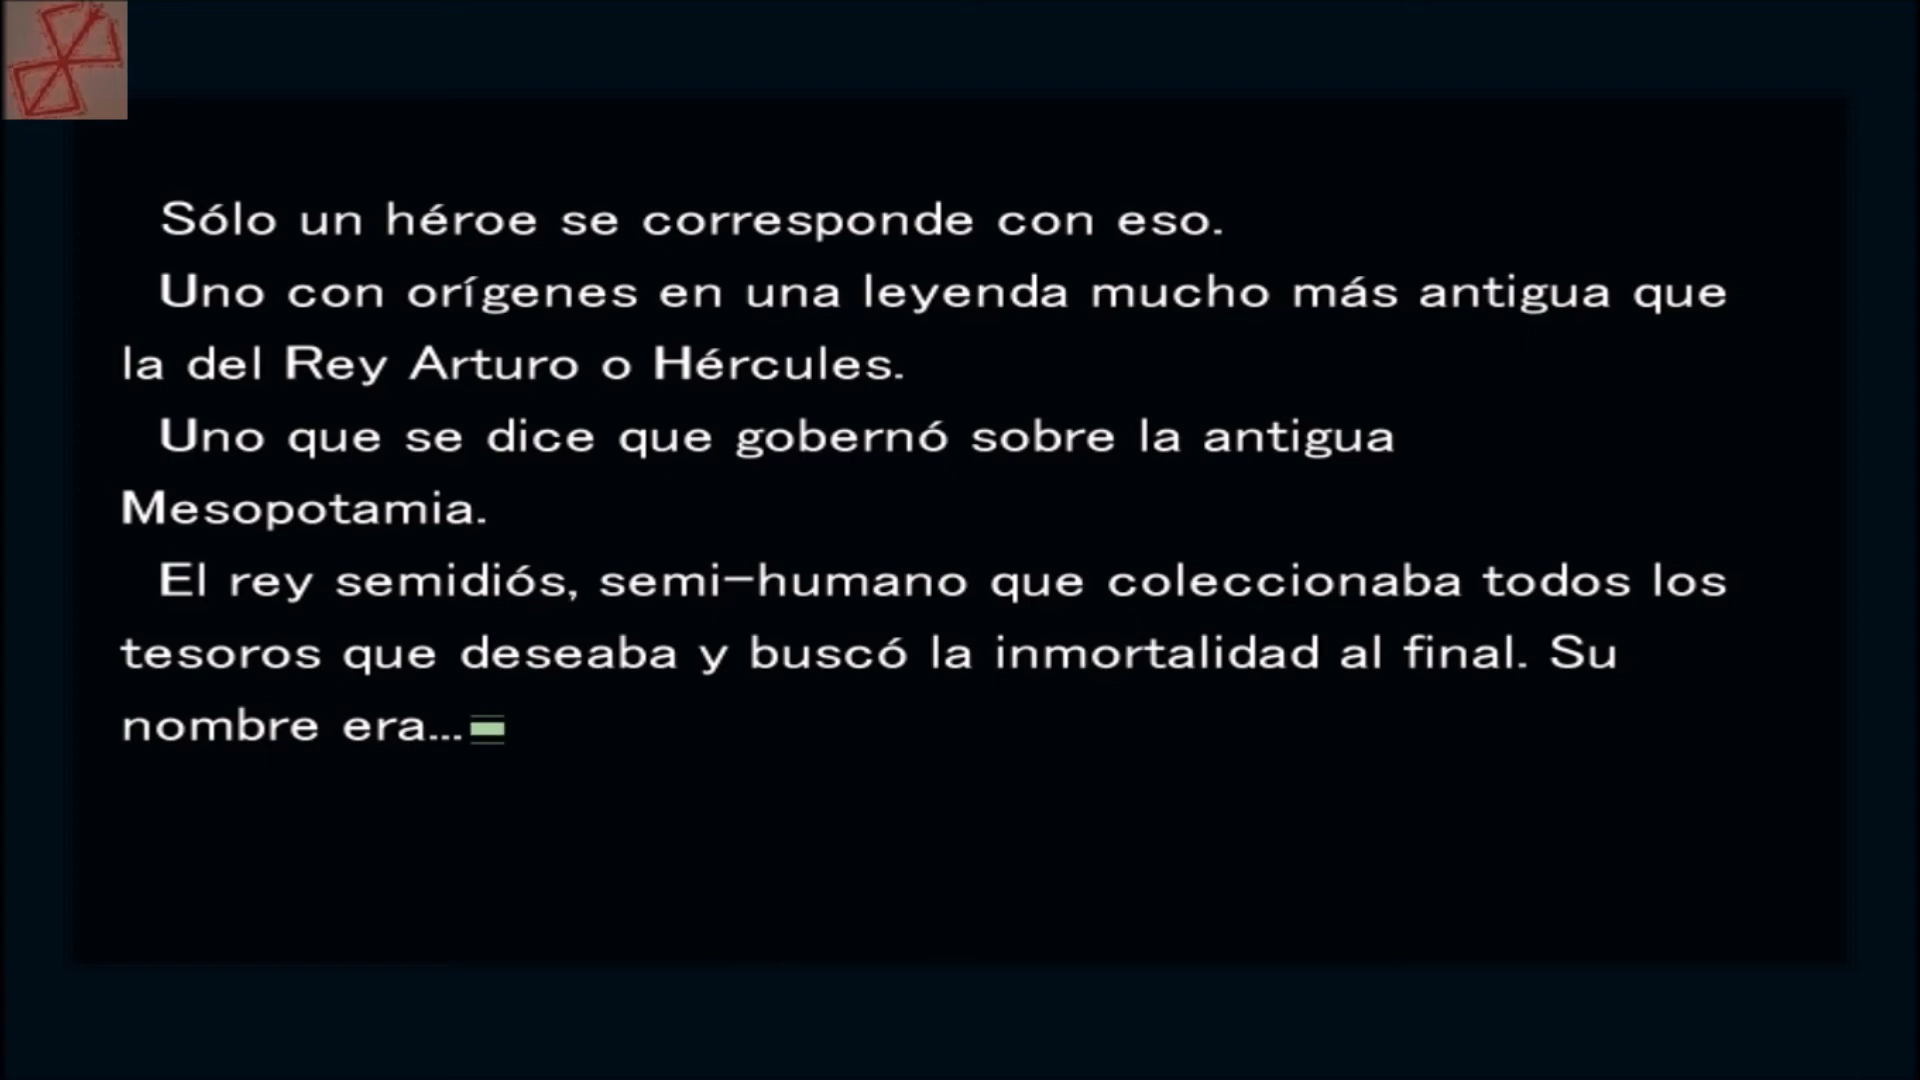 Sólo un héroe se corresponde con eso.
Uno con orígenes en una leyenda mucho más antigua que
la del Rey Arturo o Hércules.
Uno que se dice que gobernó sobre la antigua
Mesopotamia.
El rey semidiós, semi-humano que coleccionaba todos los
tesoros que deseaba y buscó la inmortalidad al final. Su
nombre era...